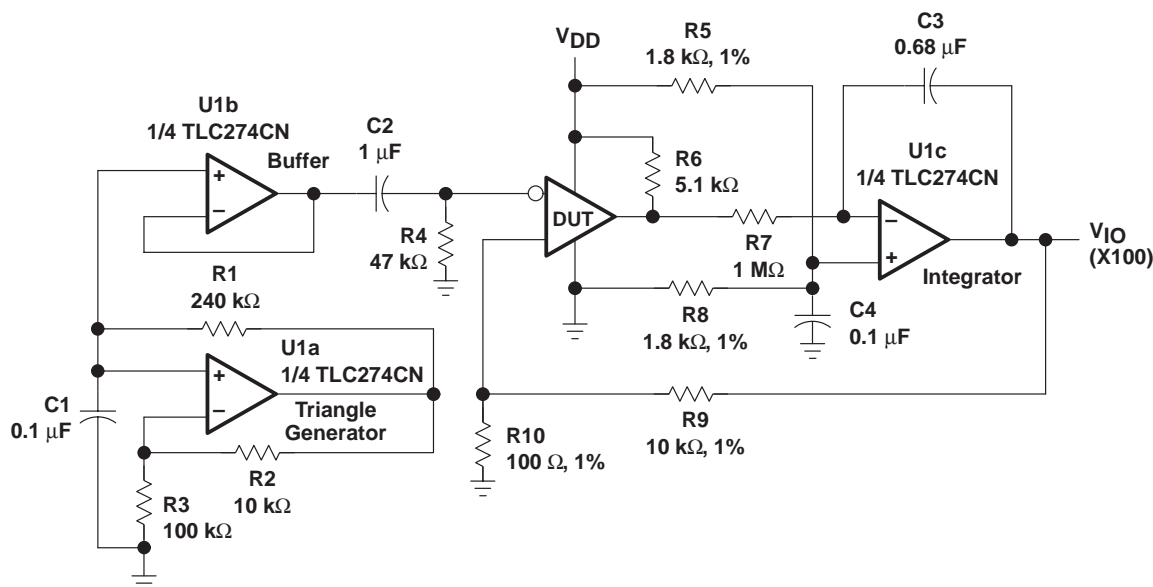 U1b
1/4 TLC274CN
Buffer
+
−
C2
1 µF
R4
47 kΩ
R1
240 kΩ
U1a
1/4 TLC274CN
Triangle
Generator
+
−
C1
0.1 µF
R2
10 kΩ
R3
100 kΩ
VDD
R5
1.8 kΩ, 1%
C3
0.68 µF
R6
5.1 kΩ
DUT
U1c
1/4 TLC274CN
−
+
Integrator
R7
1 MΩ
R8
1.8 kΩ, 1%
C4
0.1 µF
VIO
(X100)
R10
100 Ω, 1%
R9
10 kΩ, 1%